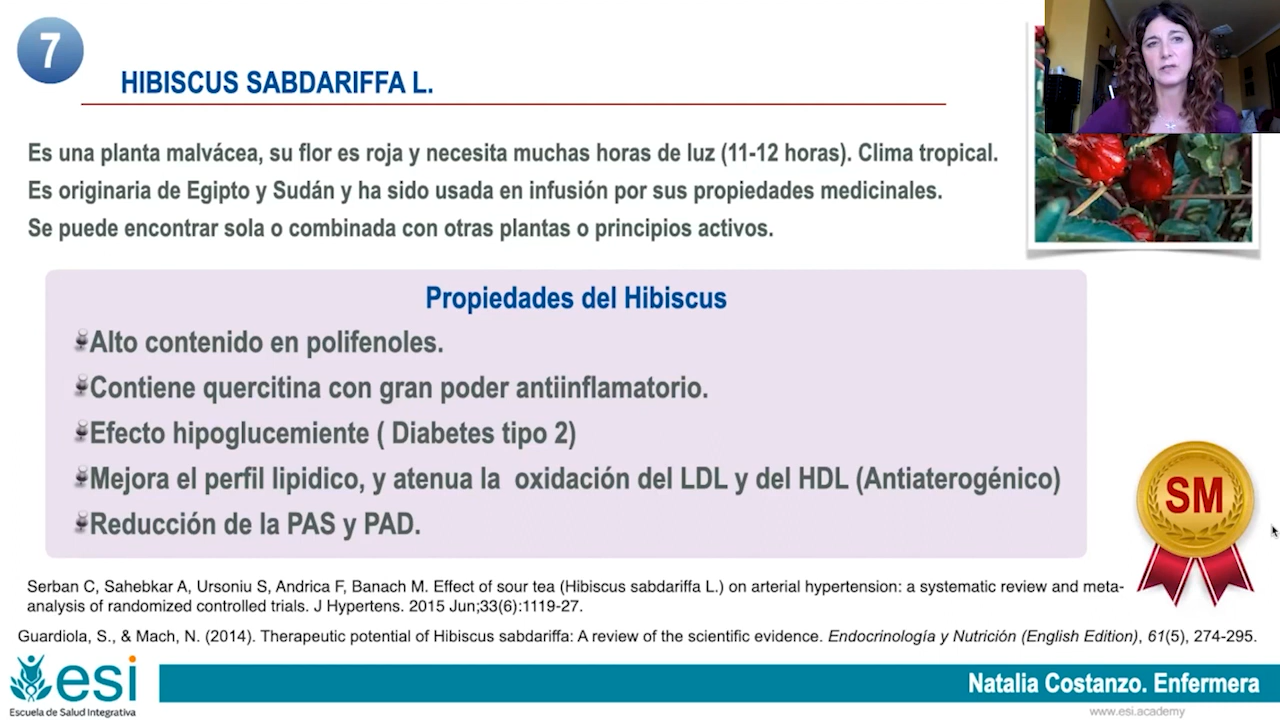 7
HIBISCUS SABDARIFFA L.
Es una planta malvácea, su flor es roja y necesita muchas horas de luz (11-12 horas). Clima tropical.
Es originaria de Egipto y Sudán y ha sido usada en infusión por sus propiedades medicinales.
Se puede encontrar sola o combinada con otras plantas o principios activos.
Propiedades del Hibiscus
Alto contenido en polifenoles.
Contiene quercitina con gran poder antiinflamatorio.
Efecto hipoglucemiente ( Diabetes tipo 2)
Mejora el perfil lipidico, y atenua la  oxidación del LDL y del HDL (Antiaterogénico)
Reducción de la PAS y PAD.
SM
Serban C, Sahebkar A, Ursoniu S, Andrica F, Banach M. Effect of sour tea (Hibiscus sabdariffa L.) on arterial hypertension: a systematic review and meta-
analysis of randomized controlled trials. J Hypertens. 2015 Jun;33(6):1119-27.
Guardiola, S., & Mach, N. (2014). Therapeutic potential of Hibiscus sabdariffa: A review of the scientific evidence. Endocrinología y Nutrición (English Edition), 61(5), 274-295.
esi
Escuela de Salud Integrativa
Natalia Costanzo. Enfermera
www.esi.academy